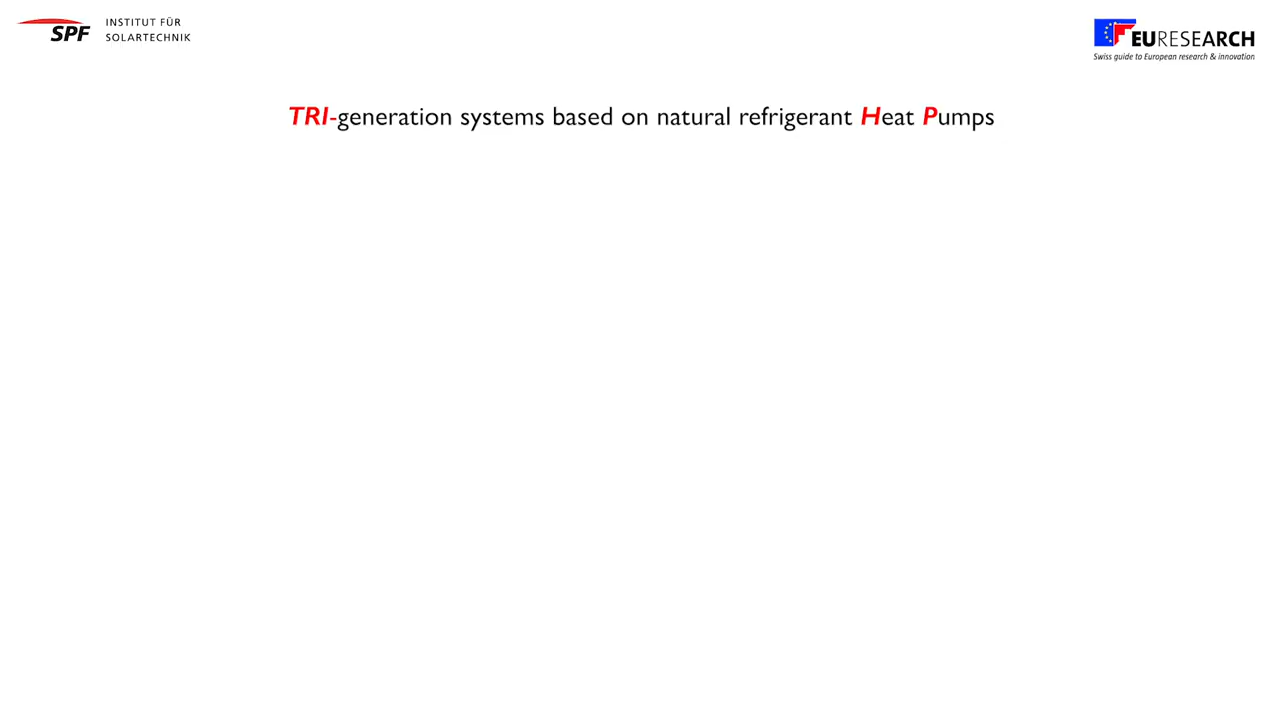 SPF INSTITUT FÜR
SOLARTECHNIK
EURESEARCH
Swiss guide to European research & innovation
TRI-generation systems based on natural refrigerant Heat Pumps